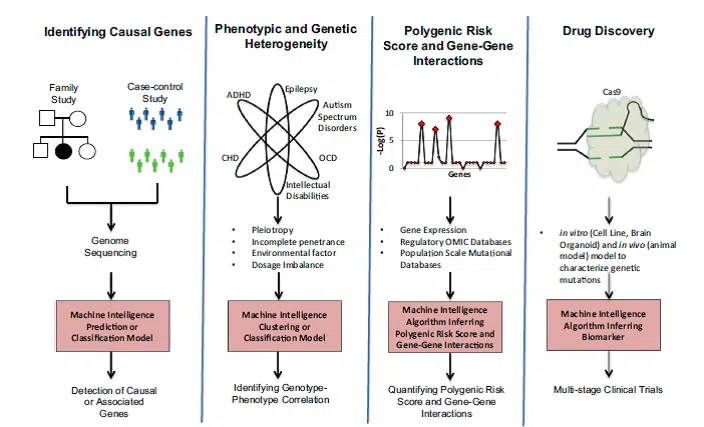 Identifying Causal Genes
Family
Study
Case-control
Study
Genome
Sequencing
Machine Intelligence
Prediction or
Classification Model
Detection of Causal
or Associated
Genes
Phenotypic and Genetic
Heterogeneity
ADHD
Epilepsy
Autism
Spectrum
Disorders
CHD
OCD
Intellectual
Disabilities
• Pleiotropy
• Incomplete penetrance
• Environmental factor
• Dosage Imbalance
Machine Intelligence
Clustering or
Classification Model
Identifying Genotype-
Phenotype Correlation
Polygenic Risk
Score and Gene-Gene
Interactions
10
5
0
-Log(P)
Genes
• Gene Expression
• Regulatory OMIC Databases
• Population Scale Mutational
Databases
Machine Intelligence
Algorithm Inferring
Polygenic Risk Score and
Gene-Gene Interactions
Quantifying Polygenic Risk
Score and Gene-Gene
Interactions
Drug Discovery
Cas9
• in vitro (Cell Line, Brain
Organoid) and in vivo (animal
model) model to
characterize genetic
mutations
Machine Intelligence
Algorithm Inferring
Biomarker
Multi-stage Clinical Trials